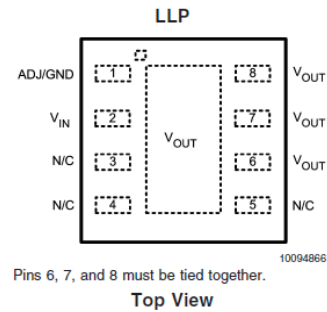 LLP
ADJ/GND 1 8 VOUT
VIN 2 VOUT 7 VOUT
N/C 3 6 VOUT
N/C 4 5 N/C
10094866
Pins 6, 7, and 8 must be tied together.
Top View